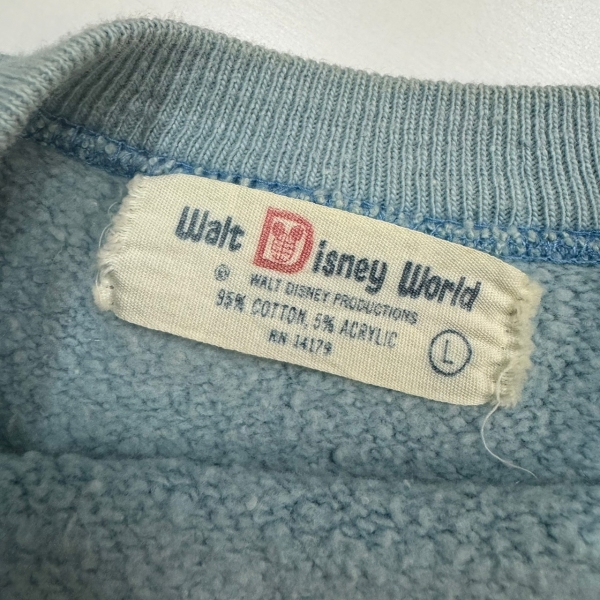 Walt Disney World
© WALT DISNEY PRODUCTIONS
95% COTTON, 5% ACRYLIC
RN 14179
L